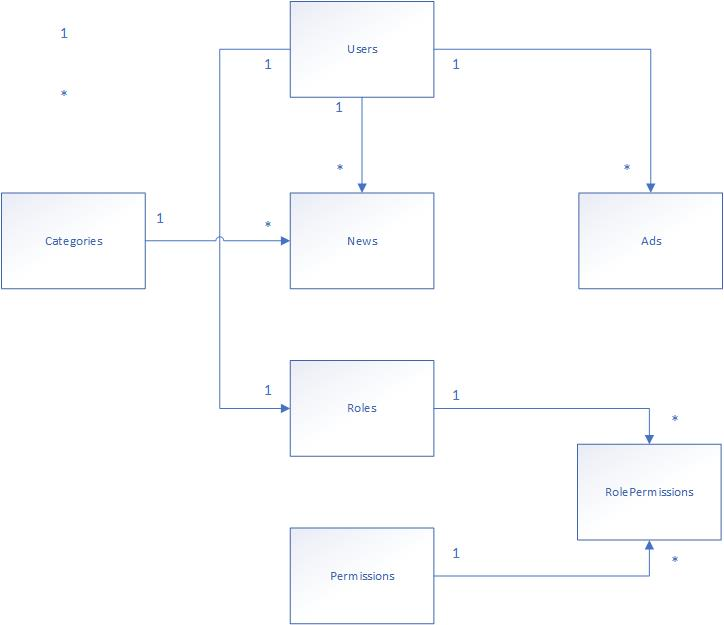 1
Users
1
1
*
1
*
*
Categories
1
*
News
Ads
1
Roles
1
*
RolePermissions
1
*
Permissions